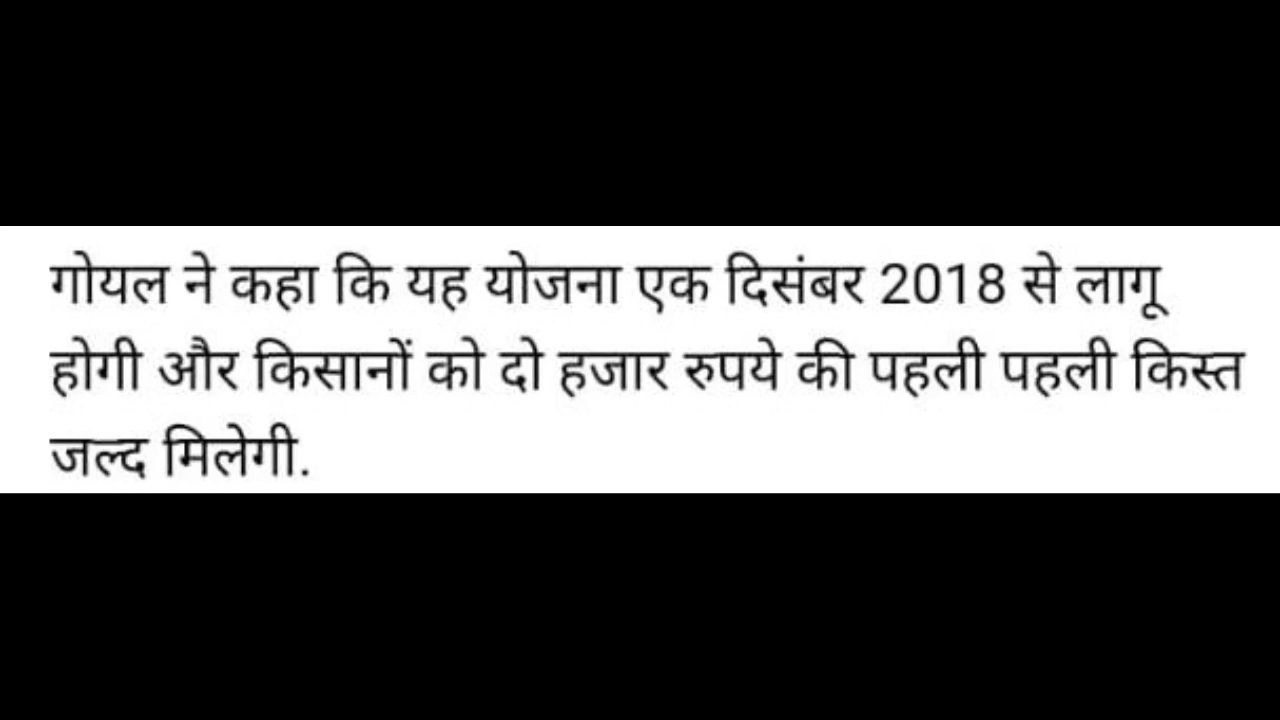 गोयल ने कहा कि यह योजना एक दिसंबर 2018 से लागू
होगी और किसानों को दो हजार रुपये की पहली पहली किस्त
जल्द मिलेगी.